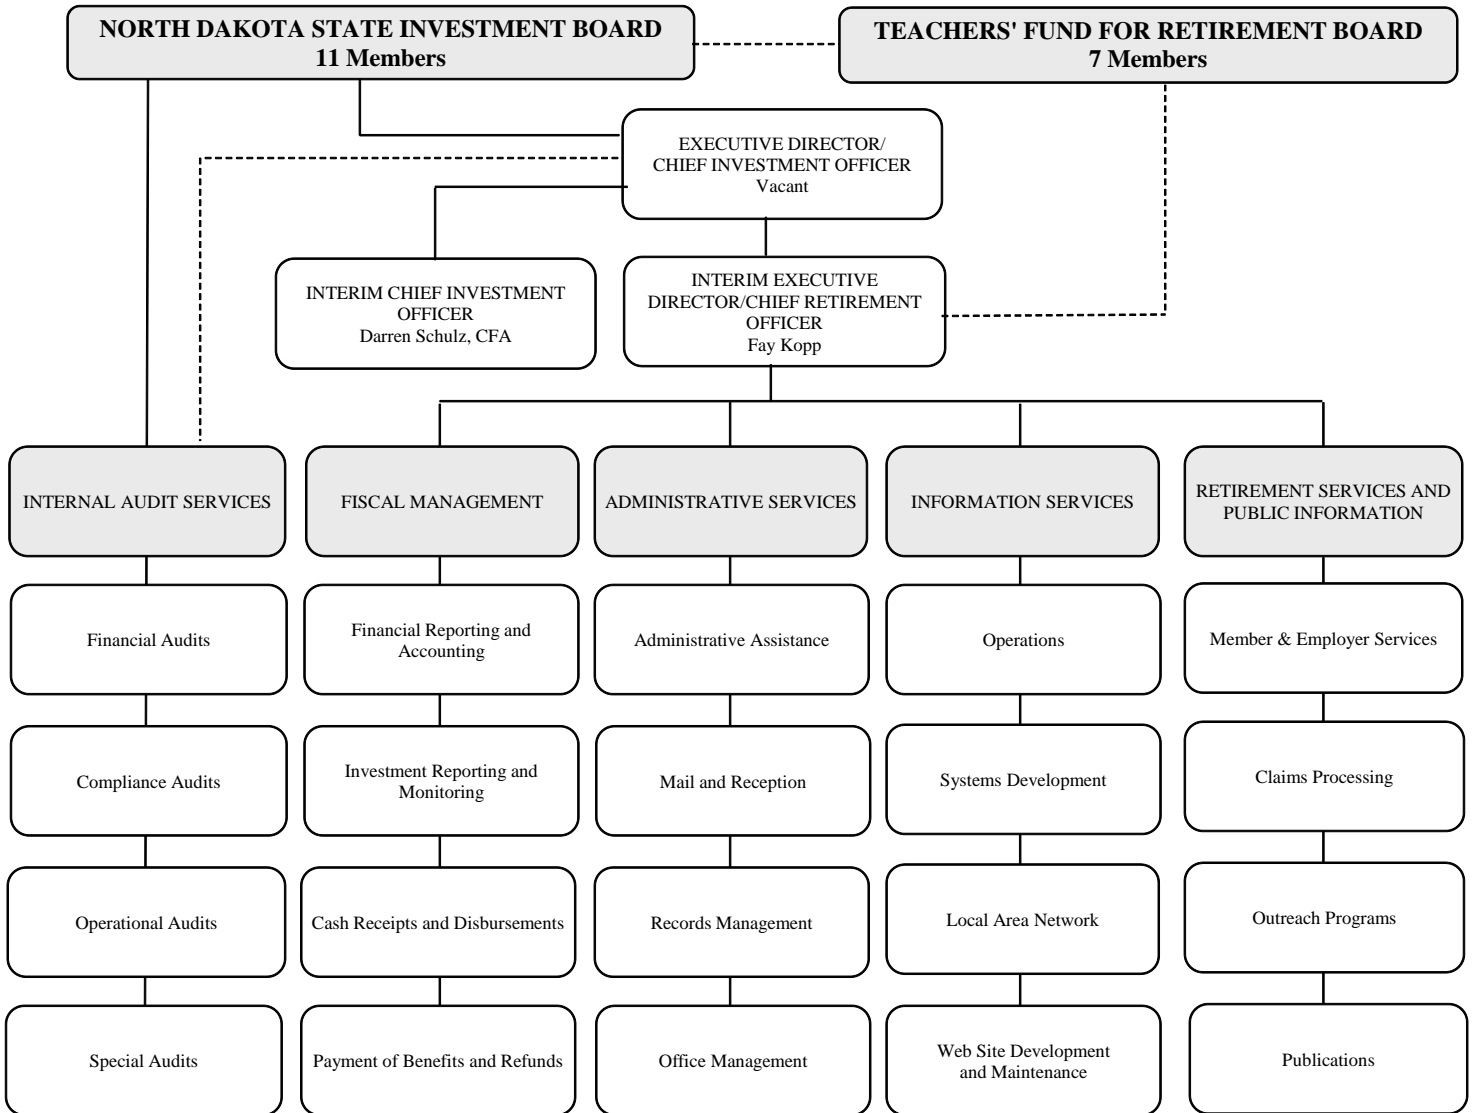 NORTH DAKOTA STATE INVESTMENT BOARD
11 Members
TEACHERS' FUND FOR RETIREMENT BOARD
7 Members
EXECUTIVE DIRECTOR/
CHIEF INVESTMENT OFFICER
Vacant
INTERIM CHIEF INVESTMENT
OFFICER
Darren Schulz, CFA
INTERIM EXECUTIVE
DIRECTOR/CHIEF RETIREMENT
OFFICER
Fay Kopp
INTERNAL AUDIT SERVICES
FISCAL MANAGEMENT
ADMINISTRATIVE SERVICES
INFORMATION SERVICES
RETIREMENT SERVICES AND
PUBLIC INFORMATION
Financial Audits
Financial Reporting and
Accounting
Administrative Assistance
Operations
Member & Employer Services
Compliance Audits
Investment Reporting and
Monitoring
Mail and Reception
Systems Development
Claims Processing
Operational Audits
Cash Receipts and Disbursements
Records Management
Local Area Network
Outreach Programs
Special Audits
Payment of Benefits and Refunds
Office Management
Web Site Development
and Maintenance
Publications